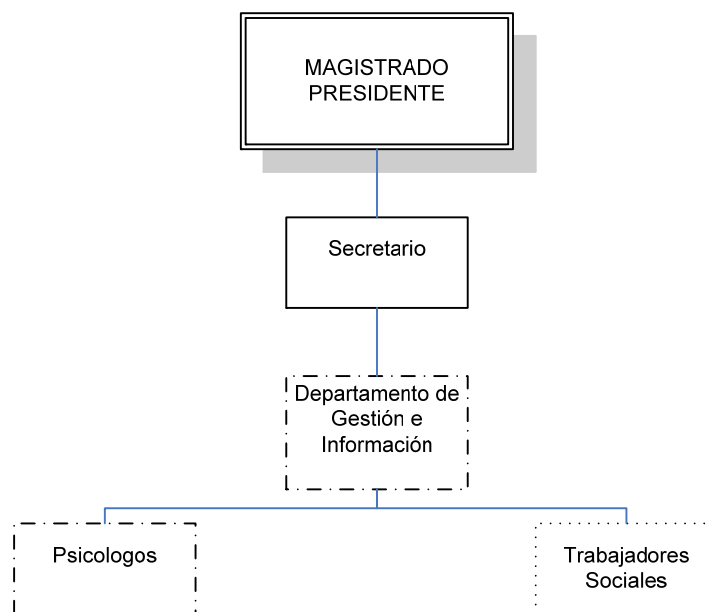 MAGISTRADO
PRESIDENTE
Secretario
Departamento de
Gestión e
Información
Psicologos
Trabajadores
Sociales